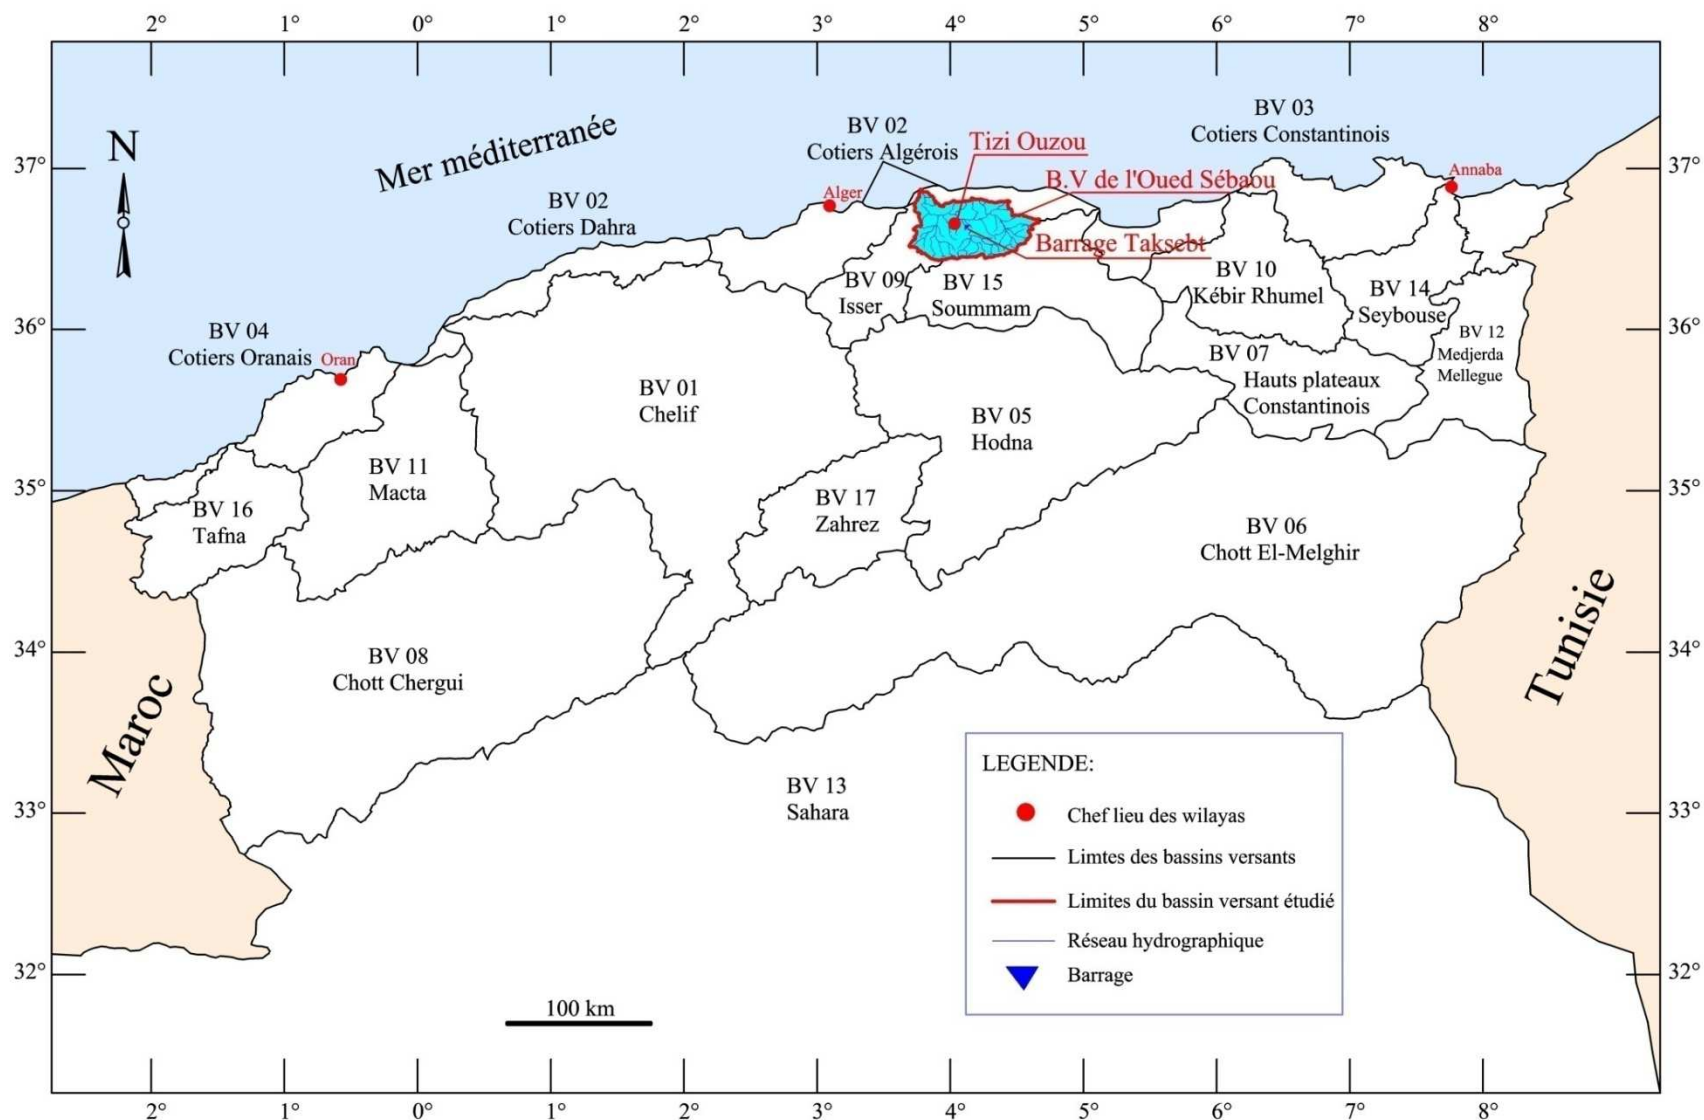 2° 1° 0° 1° 2° 3° 4° 5° 6° 7° 8°
BV 03
Cotiers Constantinois
BV 02
Cotiers Algérois
Tizi Ouzou
N
Mer méditerranée
37° 37°
Annaba
B.V de l'Oued Sébaou
Alger
BV 02
Cotiers Dahra
Barrage Taksebt
BV 09
Isser
BV 15
Soummam
BV 10
Kébir Rhumel
BV 14
Seybouse
36° 36°
BV 04
Cotiers Oranais
Oran
BV 12
Medjerda
Mellegue
BV 07
Hauts plateaux
Constantinois
BV 01
Chelif
BV 05
Hodna
BV 11
Macta
35° 35°
BV 16
Tafna
BV 17
Zahrez
BV 06
Chott El-Melghir
Tunisie
34° 34°
BV 08
Chott Chergui
Maroc
BV 13
Sahara
33° 33°
LEGENDE:
Chef lieu des wilayas
Limtes des bassins versants
Limites du bassin versant étudié
Réseau hydrographique
Barrage
32° 32°
100 km
2° 1° 0° 1° 2° 3° 4° 5° 6° 7° 8°